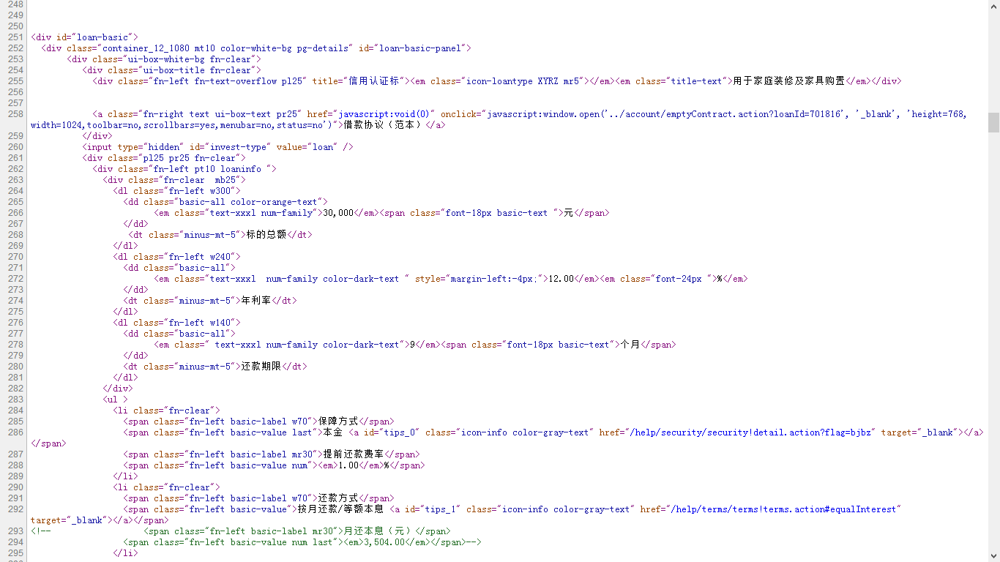 248
249
250
251 <div id="loan-basic">
252 <div class="container_12_1080 mt10 color-white-bg pg-details" id="loan-basic-panel">
253 <div class="ui-box-white-bg fn-clear">
254 <div class="ui-box-title fn-clear">
255 <div class="fn-left fn-text-overflow pl25" title="信用认证标"><em class="icon-loantype XYRZ mr5"></em><em class="title-text">用于家庭装修及家具购置</em></div>
256
257
258 <a class="fn-right text ui-box-text pr25" href="javascript:void(0)" onclick="javascript:window.open('../account/emptyContract.action?loanId=701816', '_blank', 'height=768,
width=1024,toolbar=no,scrollbars=yes,menubar=no,status=no')">借款协议（范本）</a>
259 </div>
260 <input type="hidden" id="invest-type" value="loan" />
261 <div class="pl25 pr25 fn-clear">
262 <div class="fn-left pt10 loaninfo ">
263 <div class="fn-clear  mb25">
264 <dl class="fn-left w300">
265 <dd class="basic-all color-orange-text">
266 <em class="text-xxxl num-family">30,000</em><span class="font-18px basic-text ">元</span>
267 </dd>
268 <dt class="minus-mt-5">标的总额</dt>
269 </dl>
270 <dl class="fn-left w240">
271 <dd class="basic-all">
272 <em class="text-xxxl  num-family color-dark-text " style="margin-left:-4px;">12.00</em><em class="font-24px ">%</em>
273 </dd>
274 <dt class="minus-mt-5">年利率</dt>
275 </dl>
276 <dl class="fn-left w140">
277 <dd class="basic-all">
278 <em class=" text-xxxl num-family color-dark-text">9</em><span class="font-18px basic-text">个月</span>
279 </dd>
280 <dt class="minus-mt-5">还款期限</dt>
281 </dl>
282 </div>
283 <ul >
284 <li class="fn-clear">
285 <span class="fn-left basic-label w70">保障方式</span>
286 <span class="fn-left basic-value last">本金 <a id="tips_0" class="icon-info color-gray-text" href="/help/security/security!detail.action?flag=bjbz" target="_blank"></a>
</span>
287 <span class="fn-left basic-label mr30">提前还款费率</span>
288 <span class="fn-left basic-value num"><em>1.00</em>%</span>
289 </li>
290 <li class="fn-clear">
291 <span class="fn-left basic-label w70">还款方式</span>
292 <span class="fn-left basic-value">按月还款/等额本息 <a id="tips_1" class="icon-info color-gray-text" href="/help/terms/terms!terms.action#equalInterest"
target="_blank"></a></span>
293 <!-- <span class="fn-left basic-label mr30">月还本息（元）</span>
294 <span class="fn-left basic-value num last"><em>3,504.00</em></span>-->
295 </li>